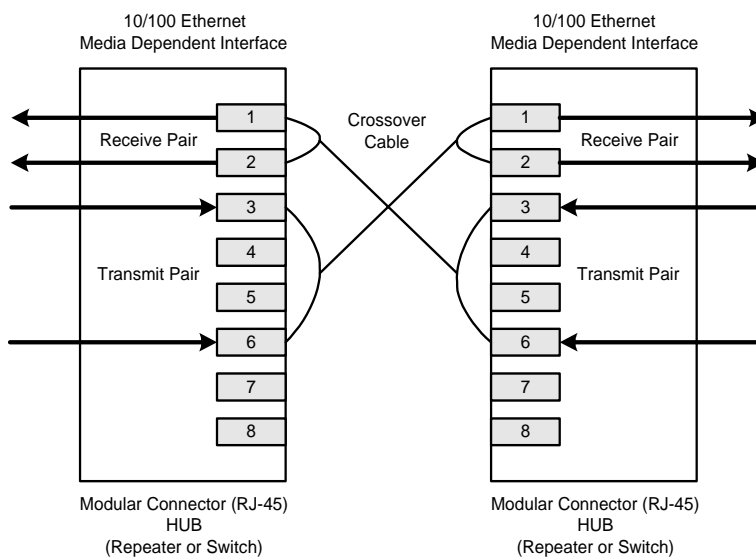 10/100 Ethernet
Media Dependent Interface
10/100 Ethernet
Media Dependent Interface
1
Receive Pair
2
3
4
Transmit Pair
5
6
7
8
Crossover
Cable
1
Receive Pair
2
3
4
Transmit Pair
5
6
7
8
Modular Connector (RJ-45)
HUB
(Repeater or Switch)
Modular Connector (RJ-45)
HUB
(Repeater or Switch)